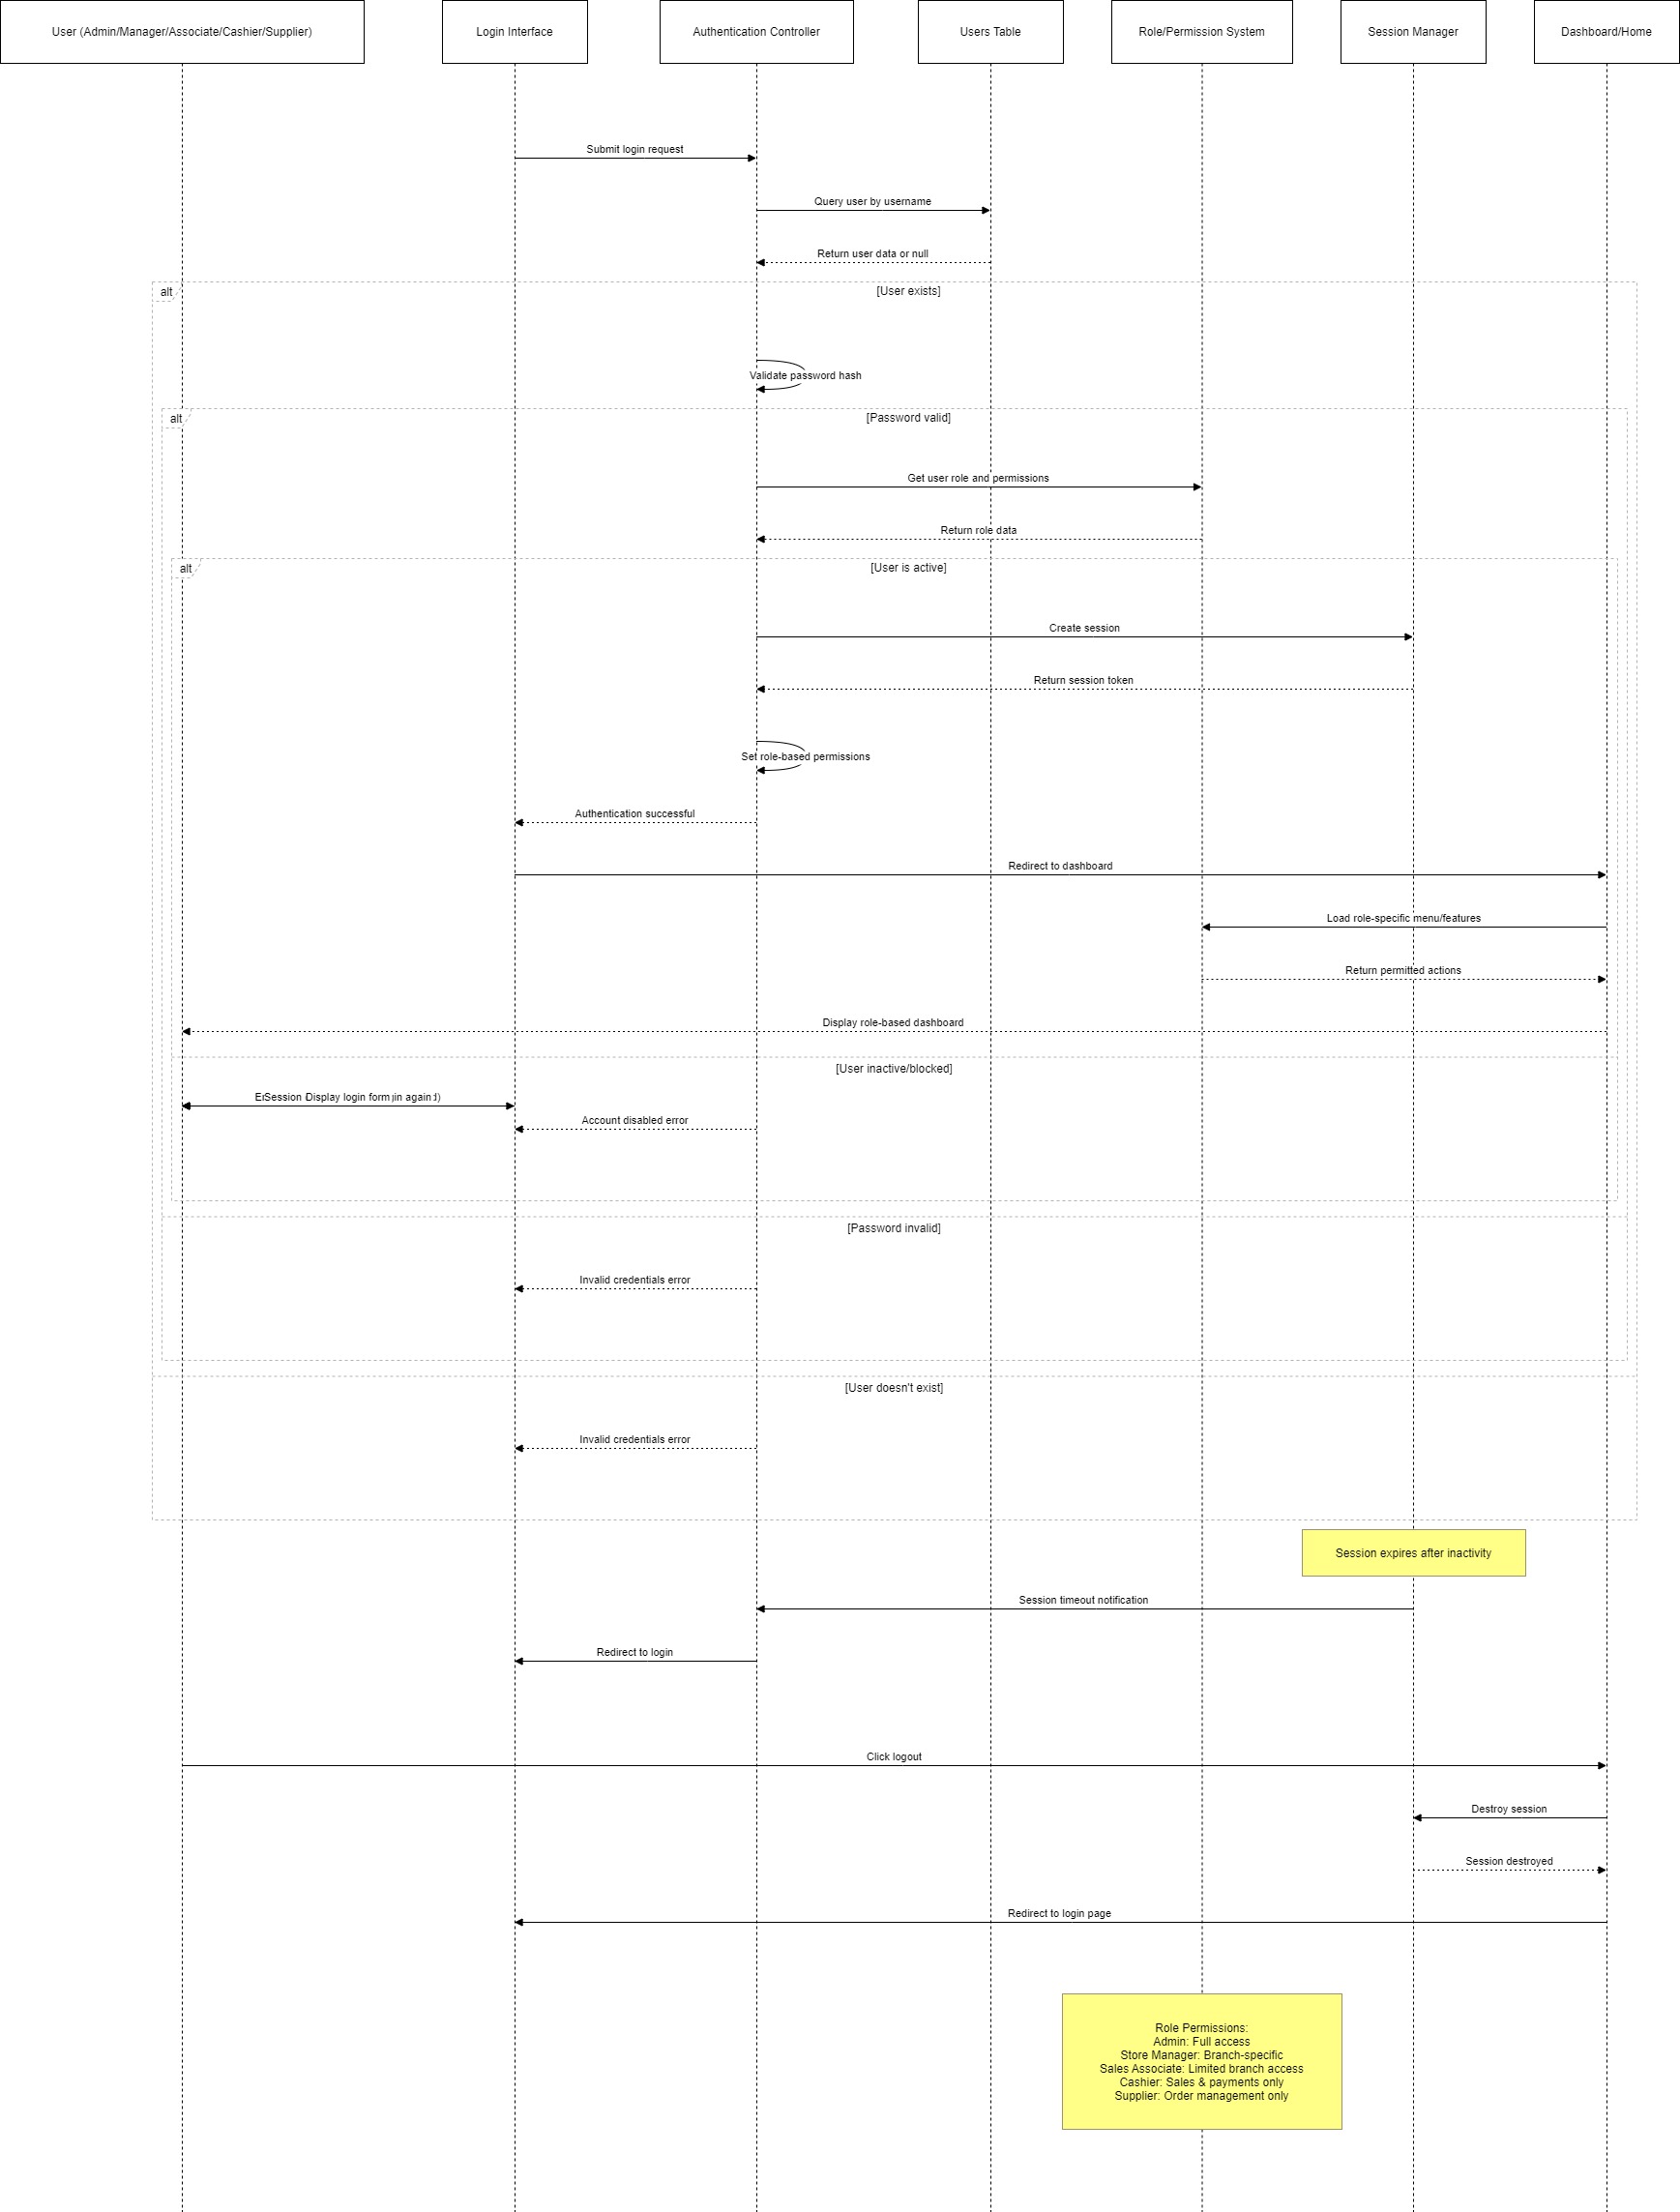 User (Admin/Manager/Associate/Cashier/Supplier)
Login Interface
Authentication Controller
Users Table
Role/Permission System
Session Manager
Dashboard/Home
Submit login request
Query user by username
Return user data or null
alt
[User exists]
Validate password hash
alt
[Password valid]
Get user role and permissions
Return role data
alt
[User is active]
Create session
Return session token
Set role-based permissions
Authentication successful
Redirect to dashboard
Load role-specific menu/features
Return permitted actions
Display role-based dashboard
[User inactive/blocked]
Session Display login form in again
Account disabled error
[Password invalid]
Invalid credentials error
[User doesn't exist]
Invalid credentials error
Session expires after inactivity
Session timeout notification
Redirect to login
Click logout
Destroy session
Session destroyed
Redirect to login page
Role Permissions:
Admin: Full access
Store Manager: Branch-specific
Sales Associate: Limited branch access
Cashier: Sales & payments only
Supplier: Order management only